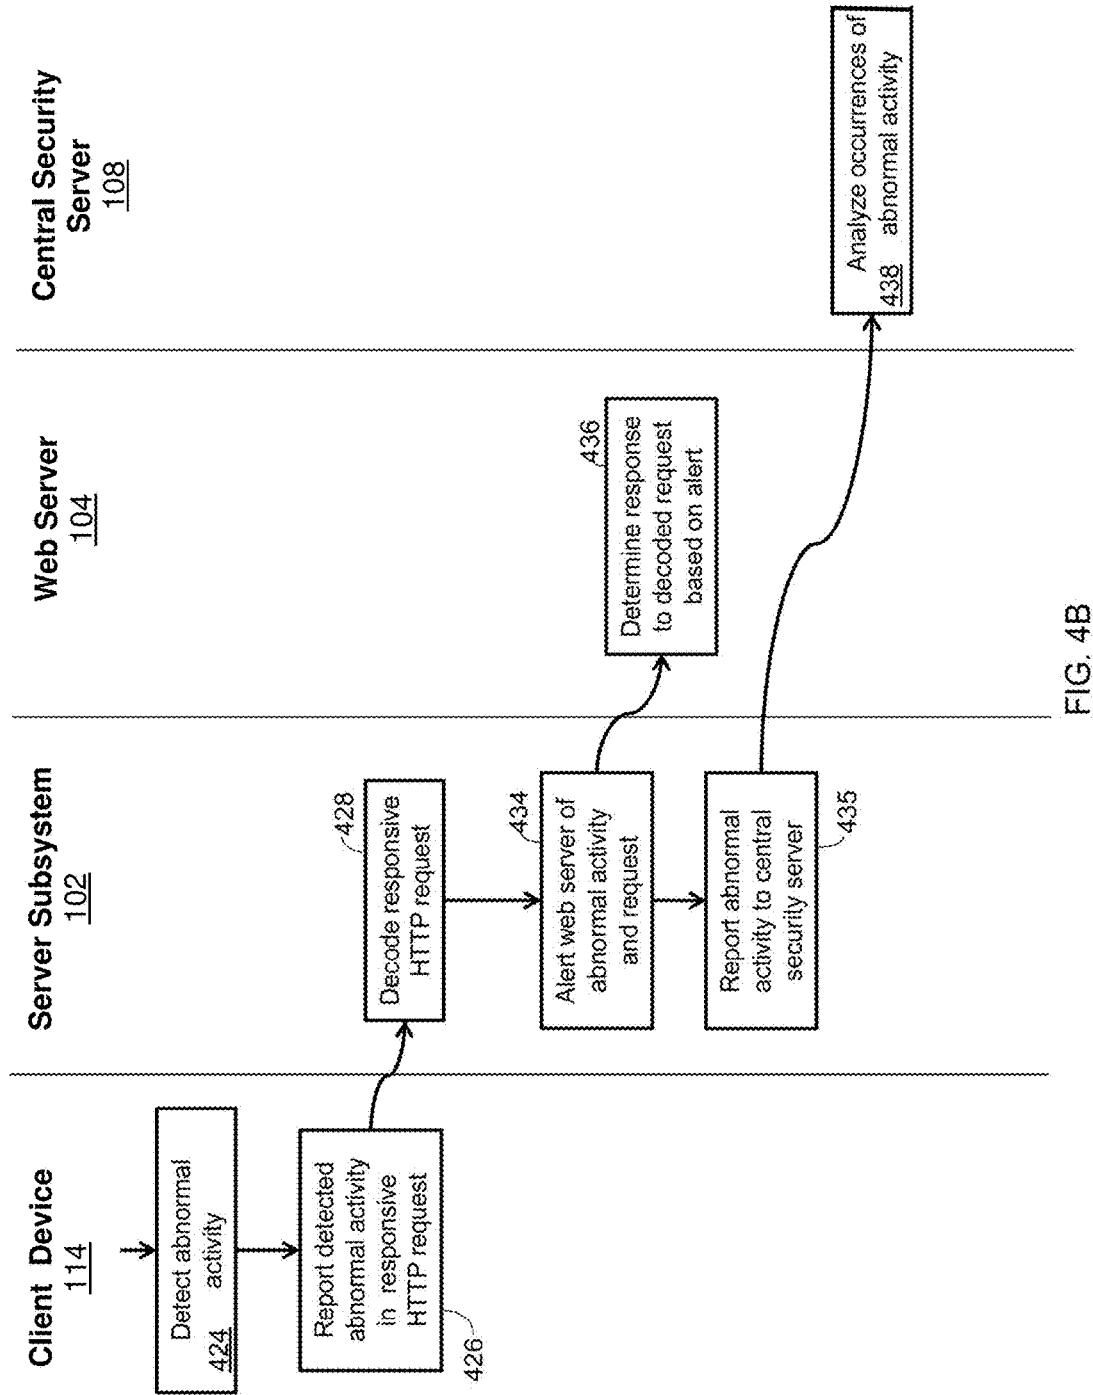 Client Device
114
Server Subsystem
102
Web Server
104
Central Security
Server
108
Detect abnormal
424 activity
Report detected
abnormal activity
in responsive
HTTP request
426
428
Decode responsive
HTTP request
434
Alert web server of
abnormal activity
and request
436
Determine response
to decoded request
based on alert
Report abnormal
activity to central
security server
435
Analyze occurrences of
438 abnormal activity
FIG. 4B